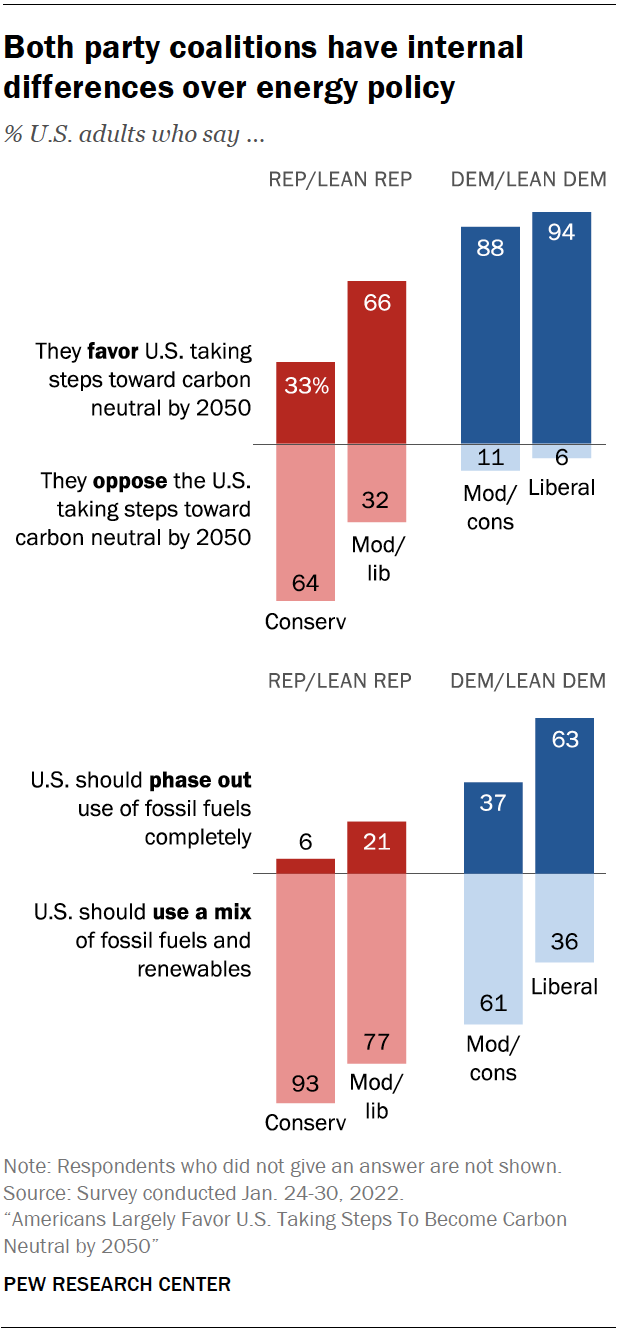 Both party coalitions have internal
differences over energy policy
% U.S. adults who say ...
REP/LEAN REP
DEM/LEAN DEM
They favor U.S. taking
steps toward carbon
neutral by 2050
33%
66
88
94
They oppose the U.S.
taking steps toward
carbon neutral by 2050
64
Conserv
32
Mod/
lib
11
Mod/
cons
6
Liberal
REP/LEAN REP
DEM/LEAN DEM
U.S. should phase out
use of fossil fuels
completely
6
21
37
63
U.S. should use a mix
of fossil fuels and
renewables
93
Conserv
77
Mod/
lib
61
Mod/
cons
36
Liberal
Note: Respondents who did not give an answer are not shown.
Source: Survey conducted Jan. 24-30, 2022.
“Americans Largely Favor U.S. Taking Steps To Become Carbon
Neutral by 2050”
PEW RESEARCH CENTER